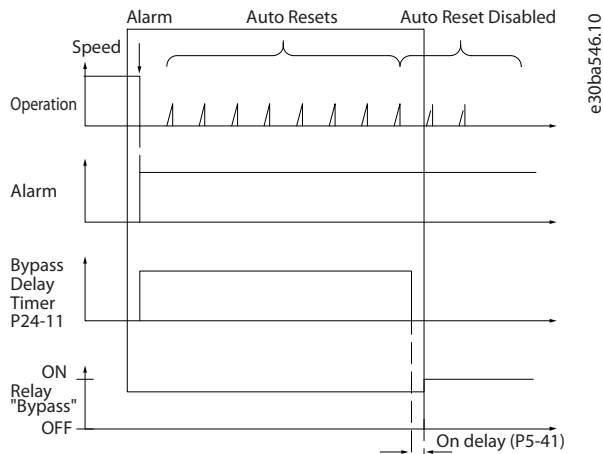 Alarm
Auto Resets
Auto Reset Disabled
Speed
Operation
Alarm
Bypass
Delay
Timer
P24-11
ON
Relay
"Bypass"
OFF
On delay (P5-41)
e30ba546.10